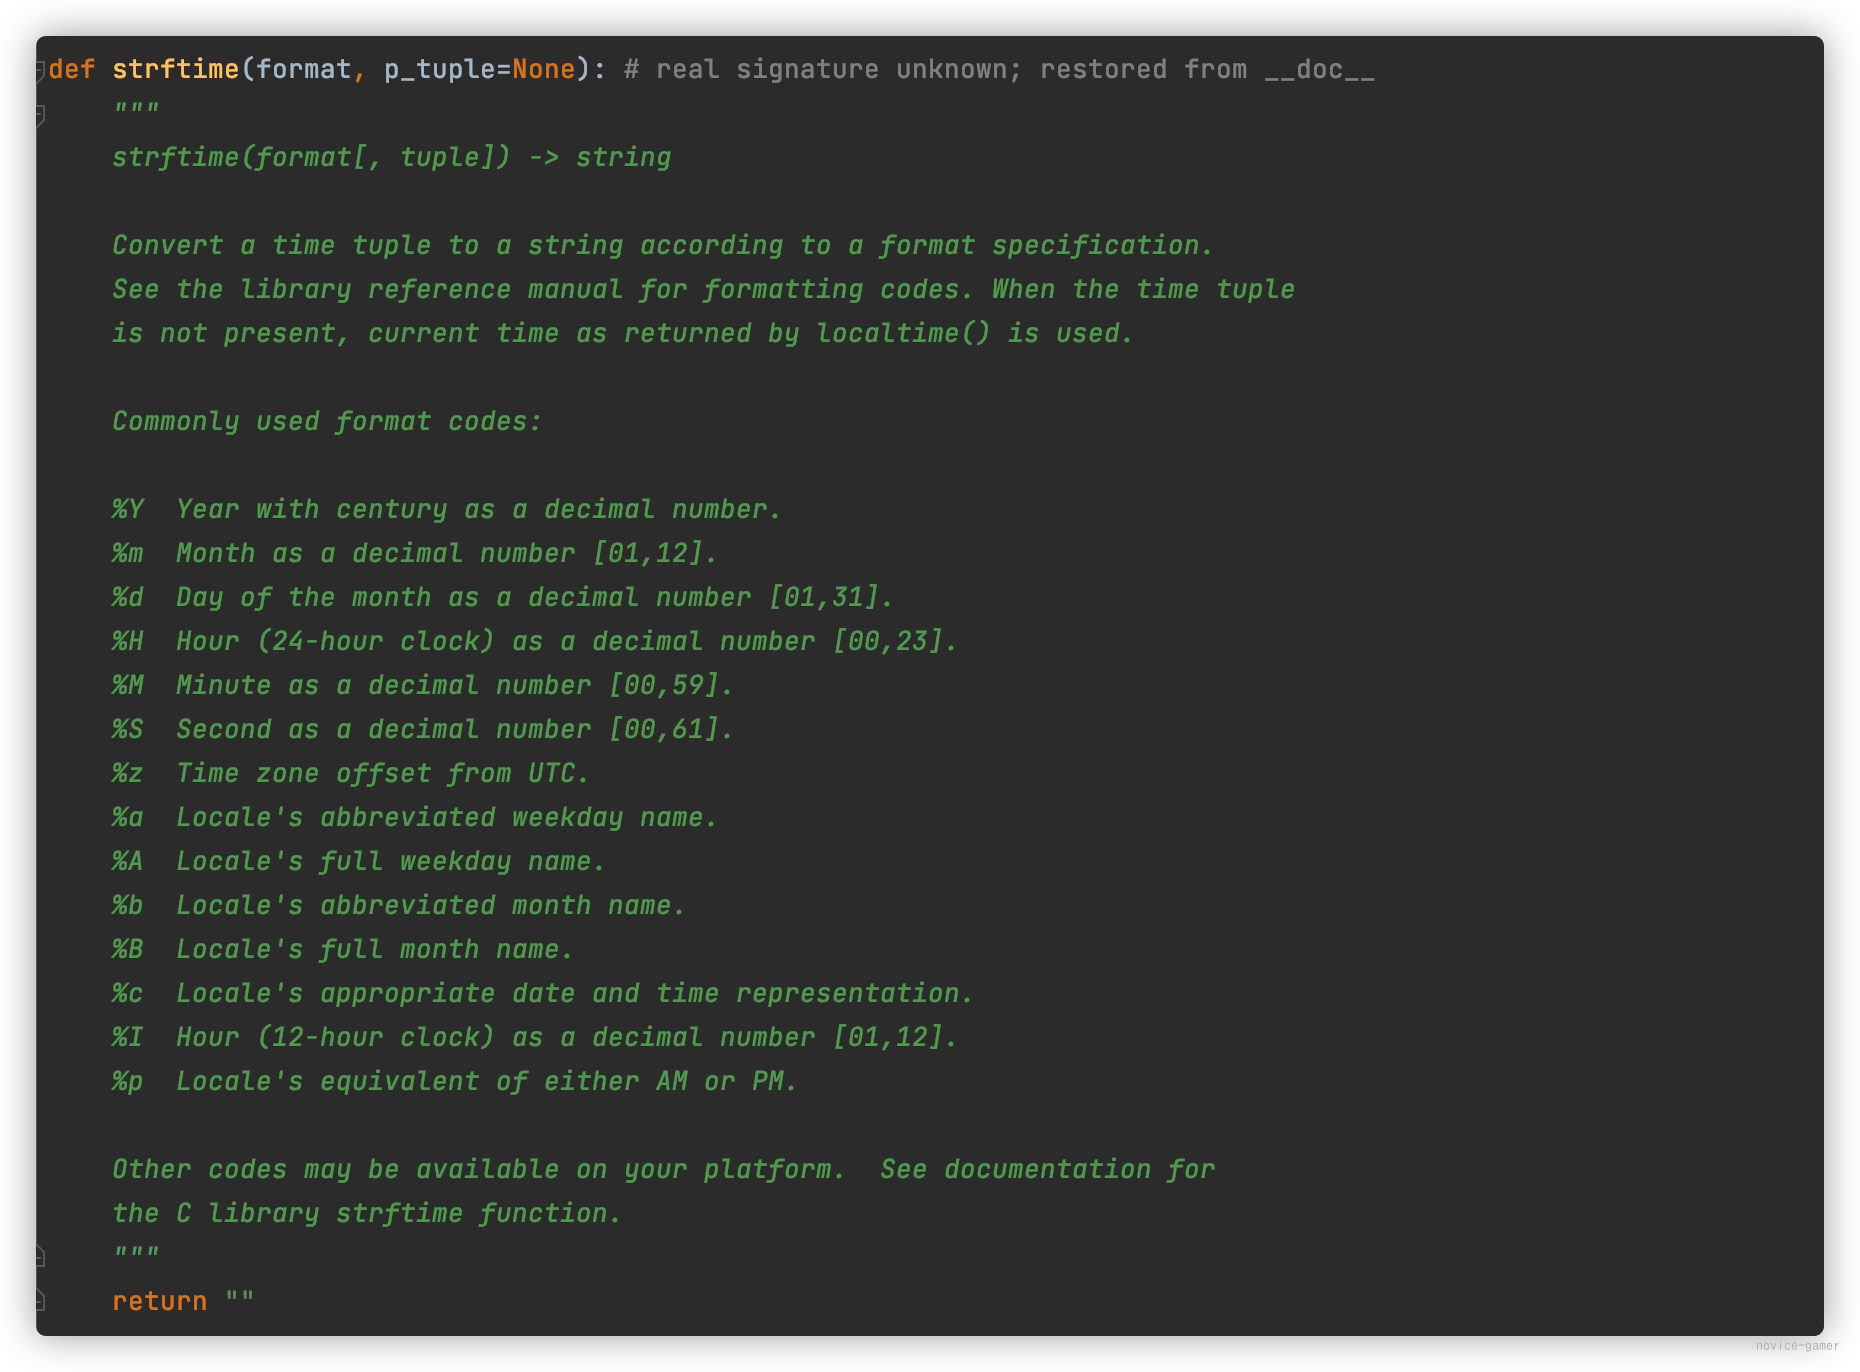 def strftime(format, p_tuple=None): # real signature unknown; restored from __doc__
    """
    strftime(format[, tuple]) -> string

    Convert a time tuple to a string according to a format specification.
    See the library reference manual for formatting codes. When the time tuple
    is not present, current time as returned by localtime() is used.

    Commonly used format codes:

    %Y  Year with century as a decimal number.
    %m  Month as a decimal number [01,12].
    %d  Day of the month as a decimal number [01,31].
    %H  Hour (24-hour clock) as a decimal number [00,23].
    %M  Minute as a decimal number [00,59].
    %S  Second as a decimal number [00,61].
    %z  Time zone offset from UTC.
    %a  Locale's abbreviated weekday name.
    %A  Locale's full weekday name.
    %b  Locale's abbreviated month name.
    %B  Locale's full month name.
    %c  Locale's appropriate date and time representation.
    %I  Hour (12-hour clock) as a decimal number [01,12].
    %p  Locale's equivalent of either AM or PM.

    Other codes may be available on your platform.  See documentation for
    the C library strftime function.
    """
    return ""
novice-gamer